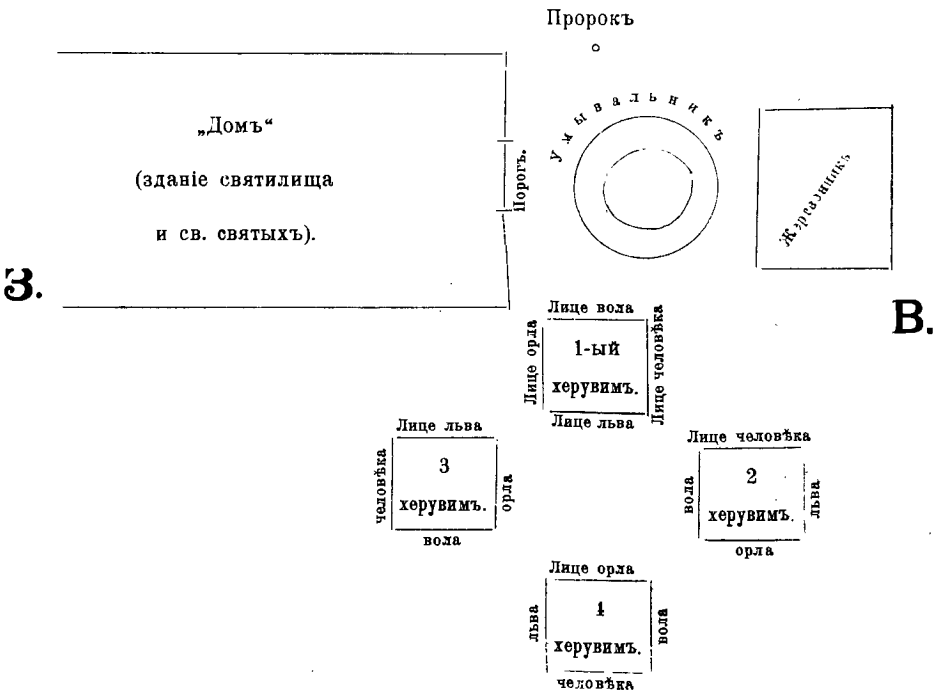 Пророкъ
„Домъ“
(зданіе святилища
и св. святыхъ).
Порогъ.
Умывальникъ
Жертвенникъ
З.
В.
Лице вола
Лице орла
1-ый
херувимъ.
Лице человѣка
Лице льва
Лице льва
человѣка
3
херувимъ.
орла
вола
Лице человѣка
вола
2
херувимъ.
льва
орла
Лице орла
льва
4
херувимъ.
вола
человѣка